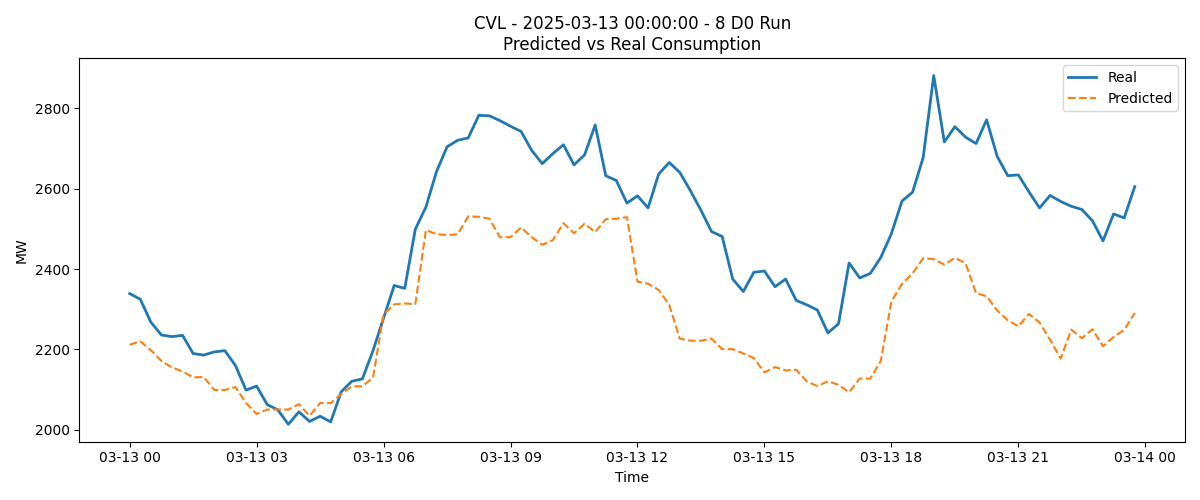 CVL - 2025-03-13 00:00:00 - 8 D0 Run
Predicted vs Real Consumption
Real
Predicted
MW
2800
2600
2400
2200
2000
03-13 00
03-13 03
03-13 06
03-13 09
03-13 12
03-13 15
03-13 18
03-13 21
03-14 00
Time